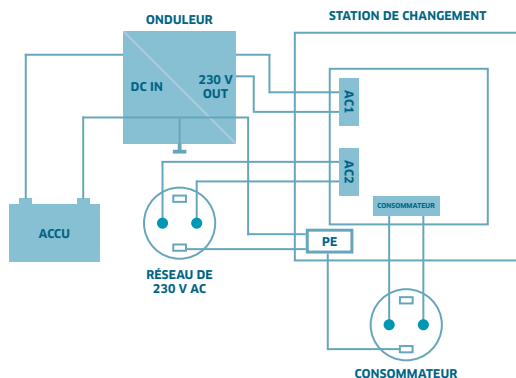 ONDULEUR
STATION DE CHANGEMENT
DC IN
230 V
OUT
AC1
AC2
CONSOMMATEUR
ACCU
PE
RÉSEAU DE
230 V AC
CONSOMMATEUR